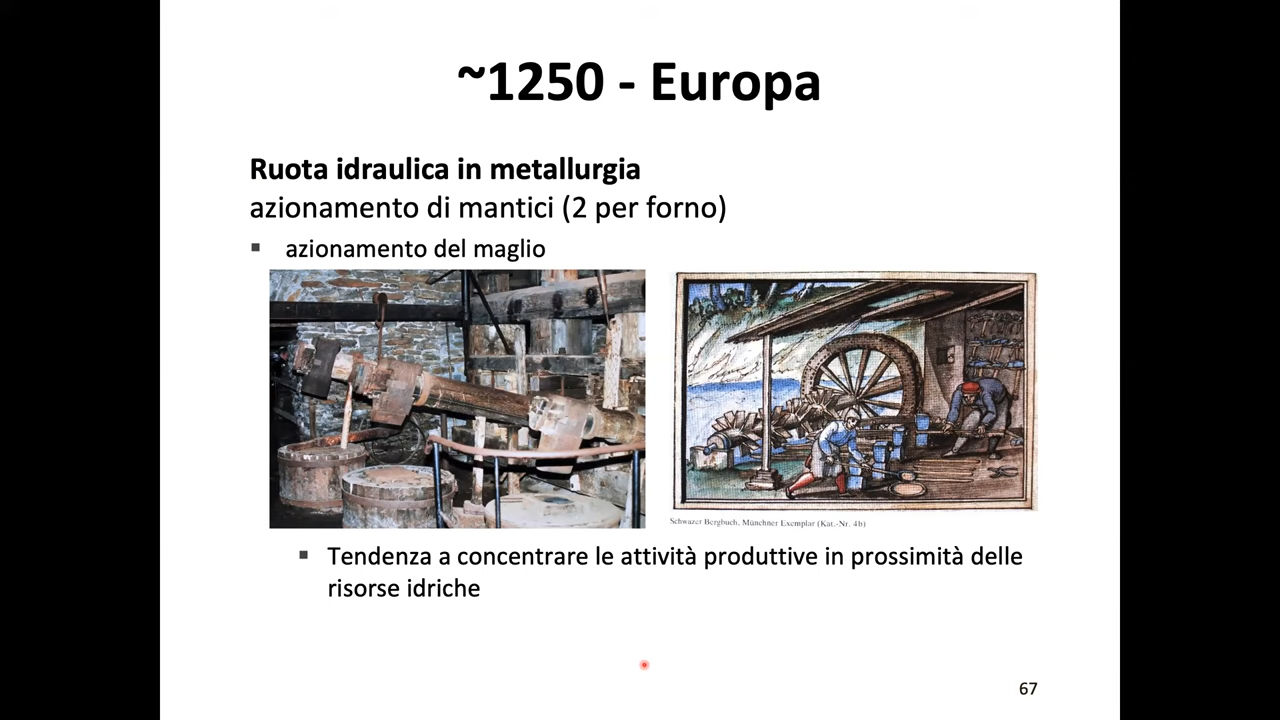 ~1250 - Europa
Ruota idraulica in metallurgia
azionamento di mantici (2 per forno)
▪ azionamento del maglio
Schwazer Bergbuch, Münchner Exemplar (Kat.-Nr. 4b)
▪ Tendenza a concentrare le attività produttive in prossimità delle
risorse idriche
67